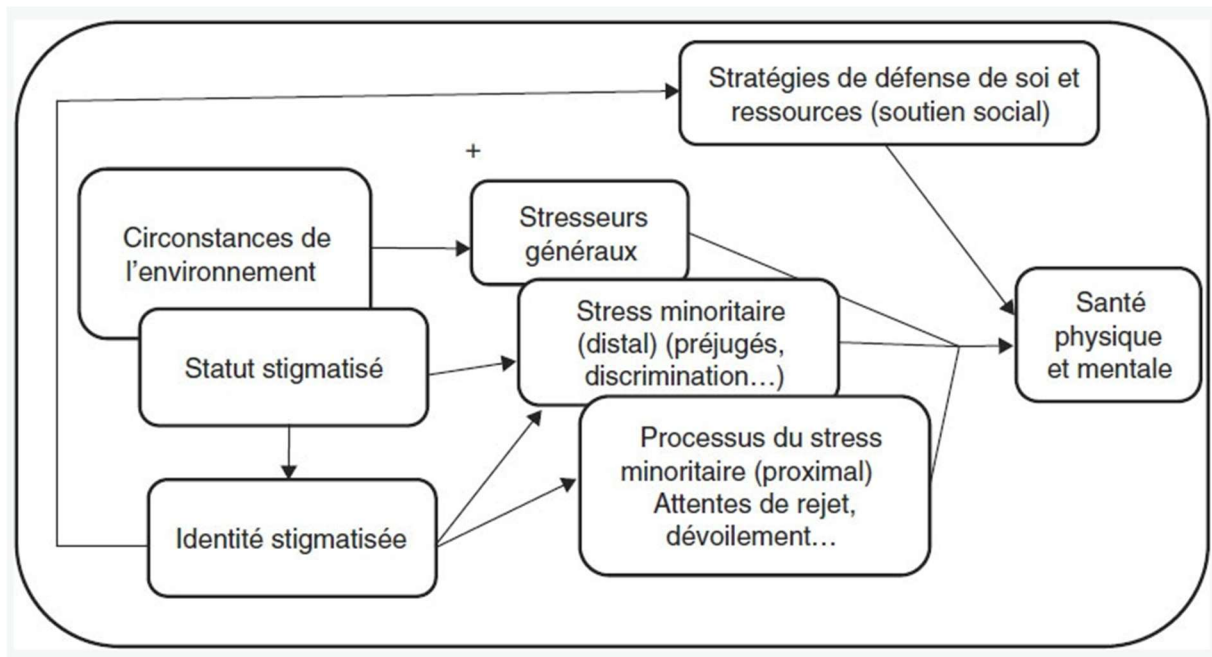 Stratégies de défense de soi et
ressources (soutien social)
+
Circonstances de
l'environnement
Stresseurs
généraux
Stress minoritaire
(distal) (préjugés,
discrimination…)
Santé
physique
et mentale
Statut stigmatisé
Processus du stress
minoritaire (proximal)
Attentes de rejet,
dévoilement…
Identité stigmatisée